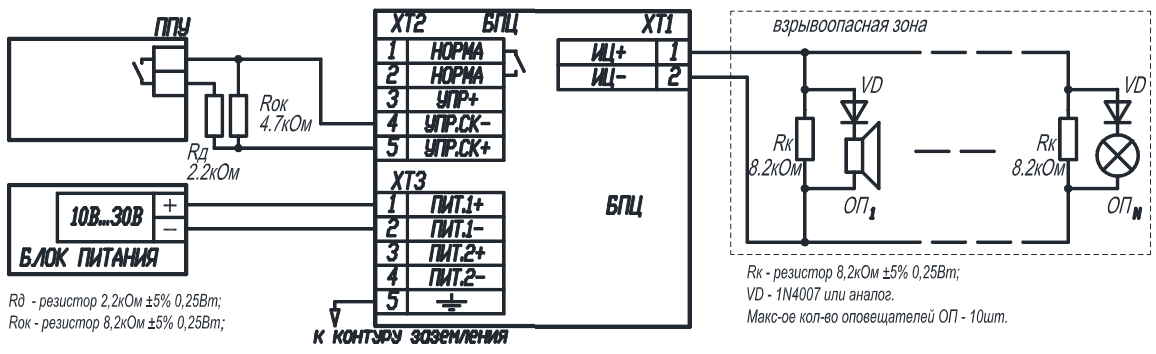 ППУ
Rок
4.7кОм
Rд
2.2кОм
10В...30В
+
−
БЛОК ПИТАНИЯ
Rд - резистор 2,2кОм ±5% 0,25Вт;
Rок - резистор 8,2кОм ±5% 0,25Вт;
XT2 БПЦ XT1
1 НОРМА
2 НОРМА
3 УПР+
4 УПР.СК-
5 УПР.СК+
ИЦ+ 1
ИЦ- 2
XT3
1 ПИТ.1+
2 ПИТ.1-
3 ПИТ.2+
4 ПИТ.2-
5
БПЦ
К КОНТУРУ заземления
взрывоопасная зона
VD
Rк
8.2кОм
ОП1
VD
Rк
8.2кОм
ОПN
Rк - резистор 8,2кОм ±5% 0,25Вт;
VD - 1N4007 или аналог.
Макс-ое кол-во оповещателей ОП - 10шт.